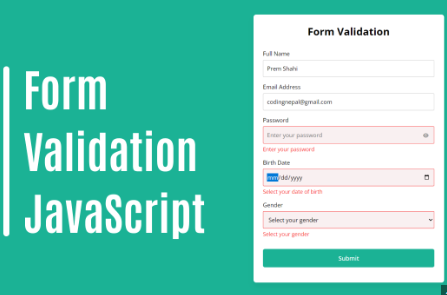 Form
Validation
JavaScript
Form Validation
Full Name
Prem Shahi
Email Address
codingnepal@gmail.com
Password
Enter your password
Enter your password
Birth Date
mm/dd/yyyy
Select your date of birth
Gender
Select your gender
Select your gender
Submit